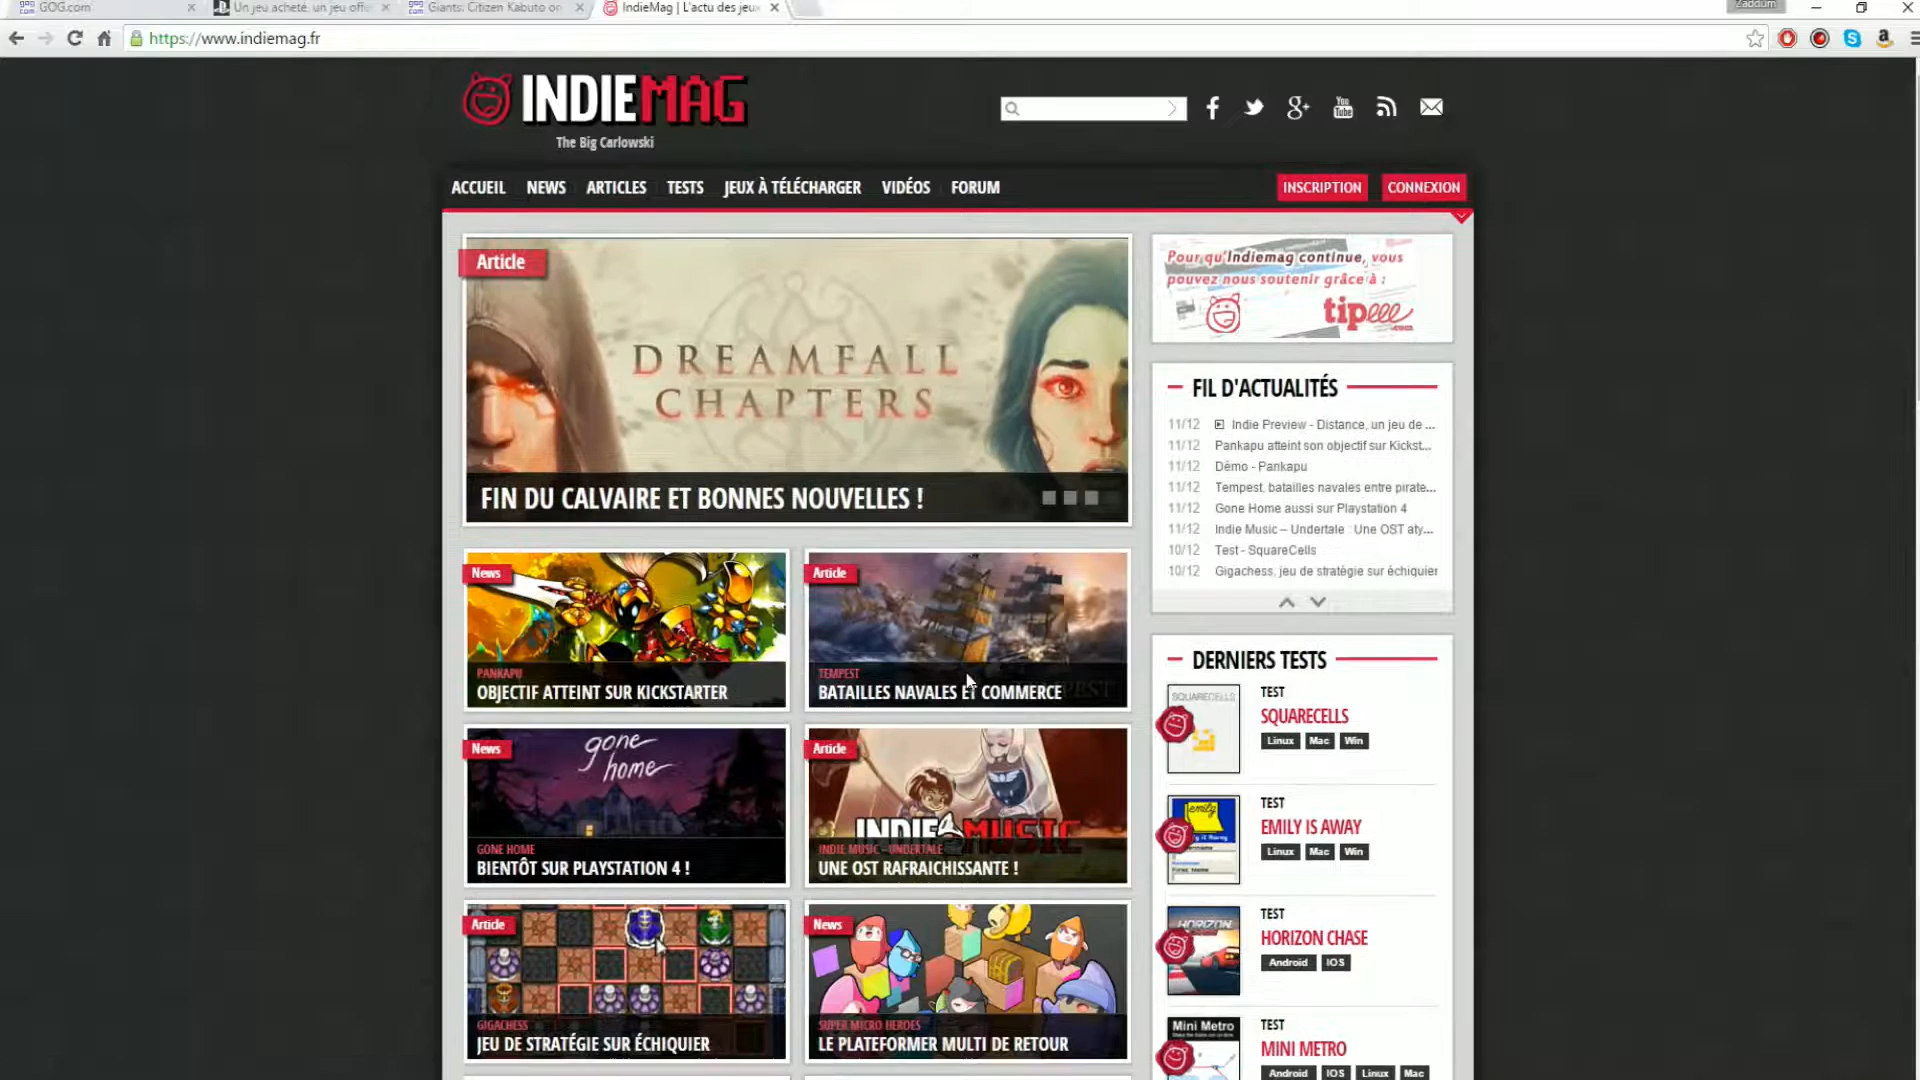 GOG.com
Un jeu acheté, un jeu offe
Giants: Citizen Kabuto on
IndieMag | L'actu des jeux
Zaddum
https://www.indiemag.fr
INDIEMAG
The Big Carlowski
ACCUEIL NEWS ARTICLES TESTS JEUX À TÉLÉCHARGER VIDÉOS FORUM
INSCRIPTION CONNEXION
Article
DREAMFALL
CHAPTERS
FIN DU CALVAIRE ET BONNES NOUVELLES !
Pour qu'Indiemag continue, vous
pouvez nous soutenir grâce à :
tipeee
.com
FIL D'ACTUALITÉS
11/12 Indie Preview - Distance, un jeu de ...
11/12 Pankapu atteint son objectif sur Kickst...
11/12 Démo - Pankapu
11/12 Tempest, batailles navales entre pirate...
11/12 Gone Home aussi sur Playstation 4
11/12 Indie Music – Undertale : Une OST aty...
10/12 Test - SquareCells
10/12 Gigachess, jeu de stratégie sur échiquier
News
PANKAPU
OBJECTIF ATTEINT SUR KICKSTARTER
Article
TEMPEST
BATAILLES NAVALES ET COMMERCE
News
gone
home
GONE HOME
BIENTÔT SUR PLAYSTATION 4 !
Article
INDIE MUSIC
INDIE MUSIC - UNDERTALE
UNE OST RAFRAICHISSANTE !
Article
GIGACHESS
JEU DE STRATÉGIE SUR ÉCHIQUIER
News
SUPER MICRO HEROES
LE PLATEFORMER MULTI DE RETOUR
DERNIERS TESTS
SQUARECELLS
TEST
SQUARECELLS
Linux Mac Win
emily
TEST
EMILY IS AWAY
Linux Mac Win
HORIZON
TEST
HORIZON CHASE
Android IOS
Mini Metro
TEST
MINI METRO
Android IOS Linux Mac